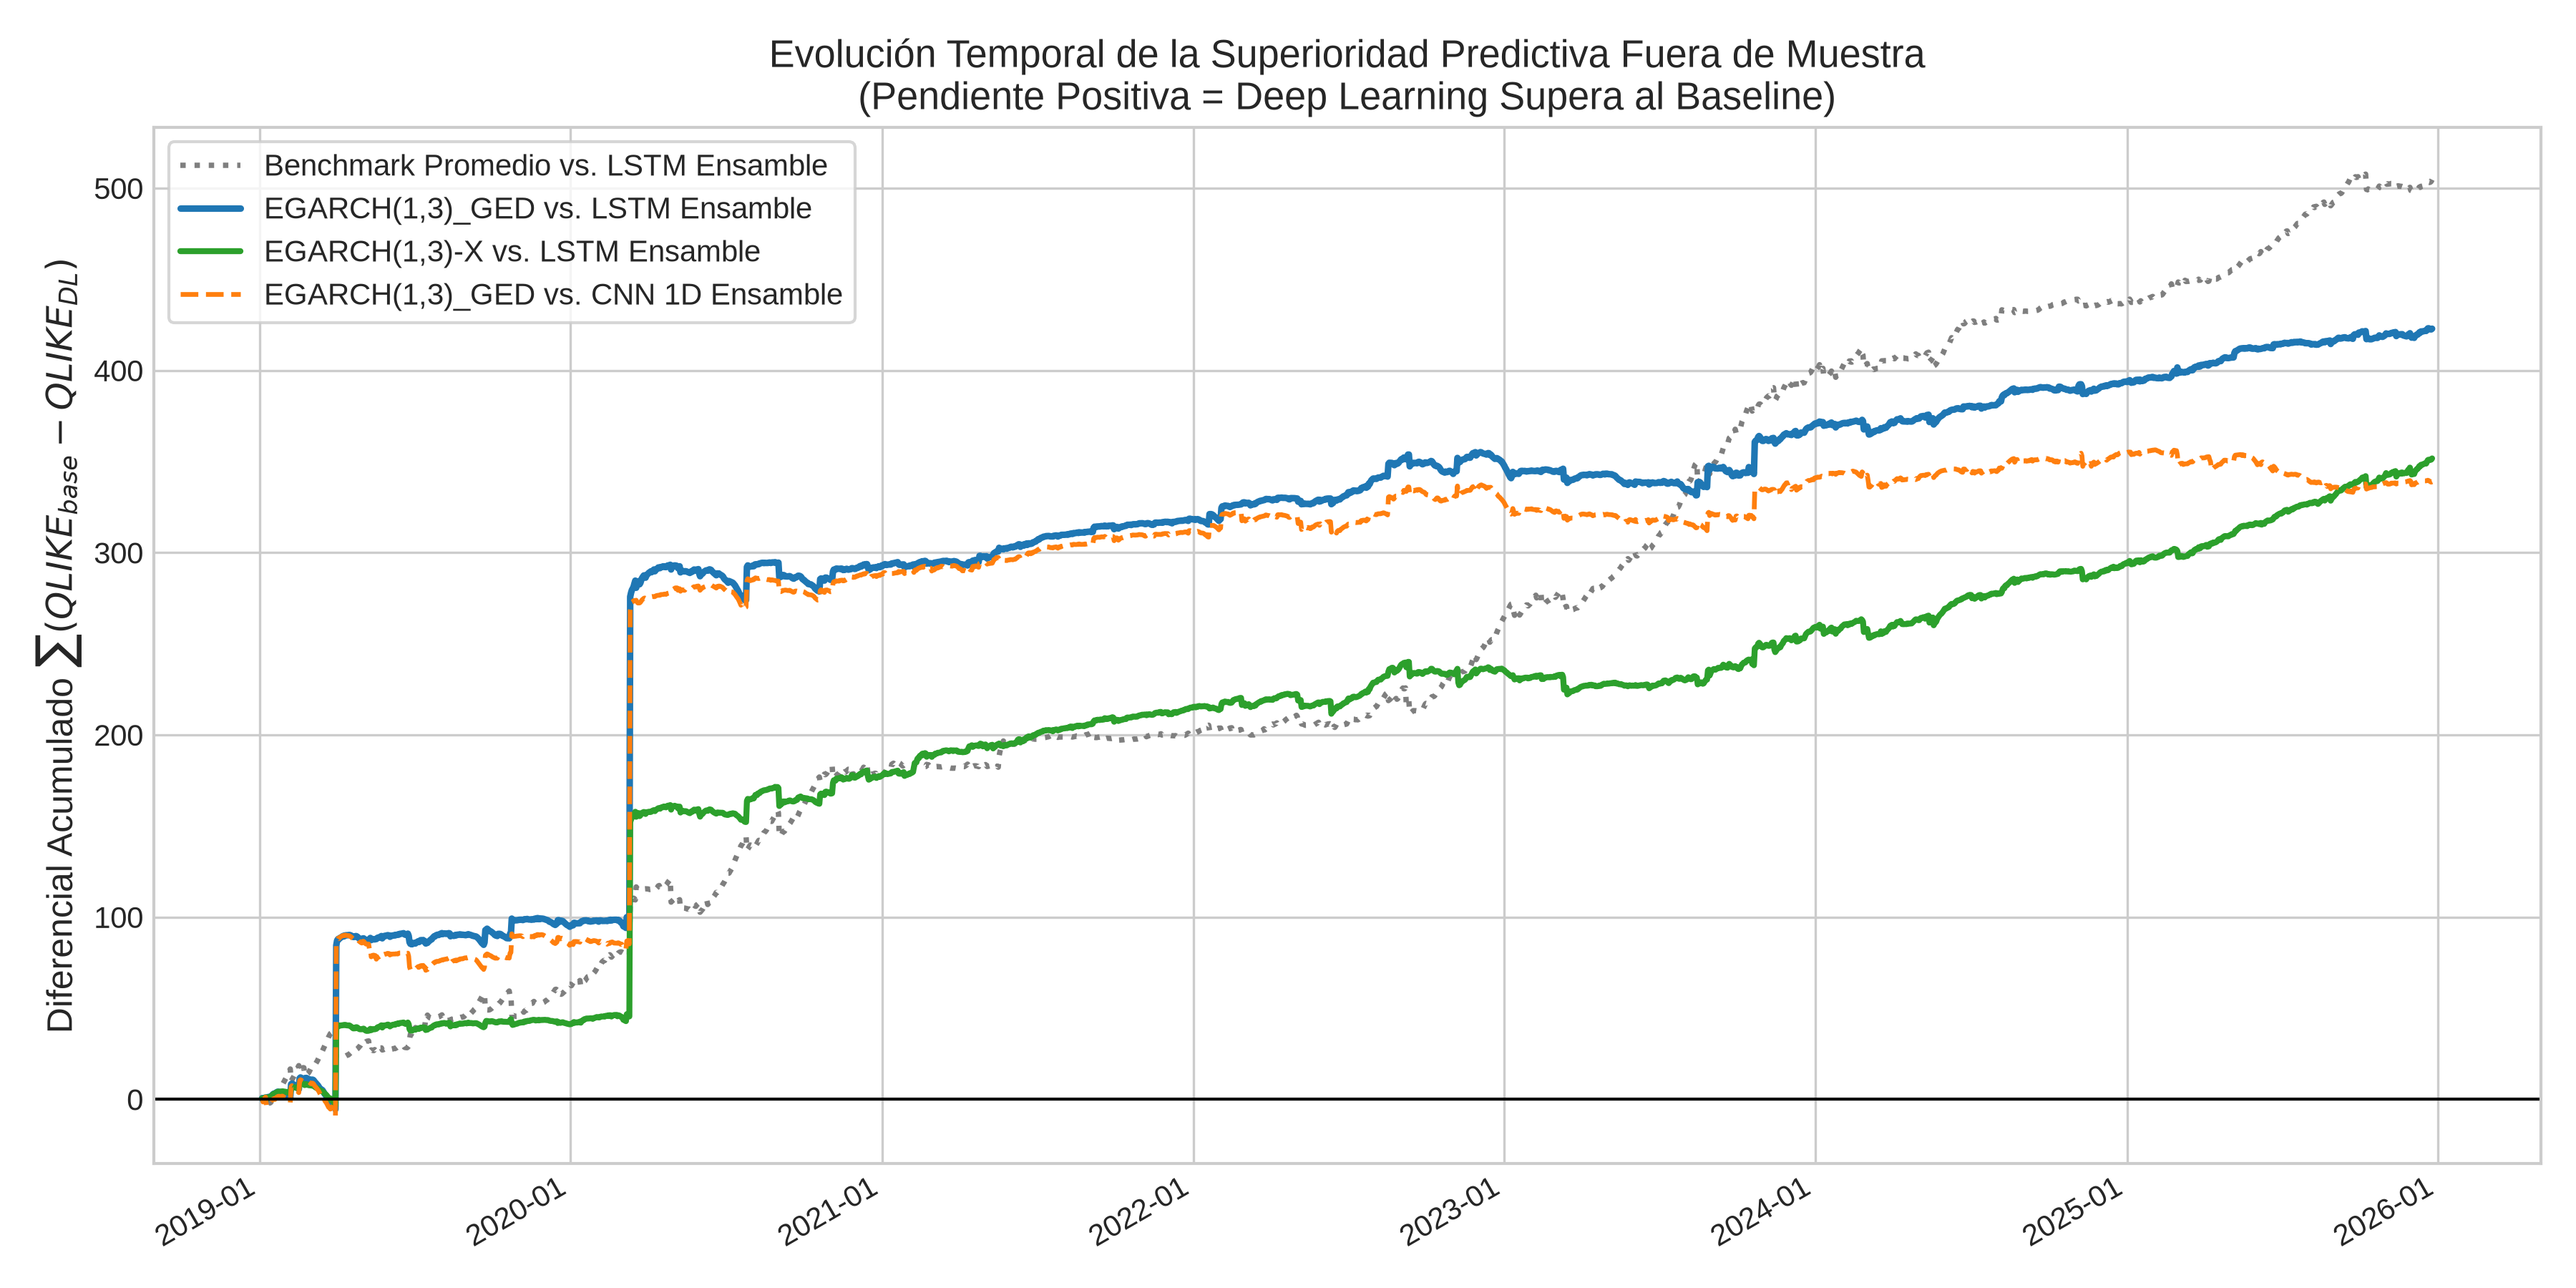 Evolución Temporal de la Superioridad Predictiva Fuera de Muestra
(Pendiente Positiva = Deep Learning Supera al Baseline)
Benchmark Promedio vs. LSTM Ensamble
EGARCH(1,3)_GED vs. LSTM Ensamble
EGARCH(1,3)-X vs. LSTM Ensamble
EGARCH(1,3)_GED vs. CNN 1D Ensamble
Diferencial Acumulado ∑(QLIKE_base − QLIKE_DL)
500
400
300
200
100
0
2019-01
2020-01
2021-01
2022-01
2023-01
2024-01
2025-01
2026-01